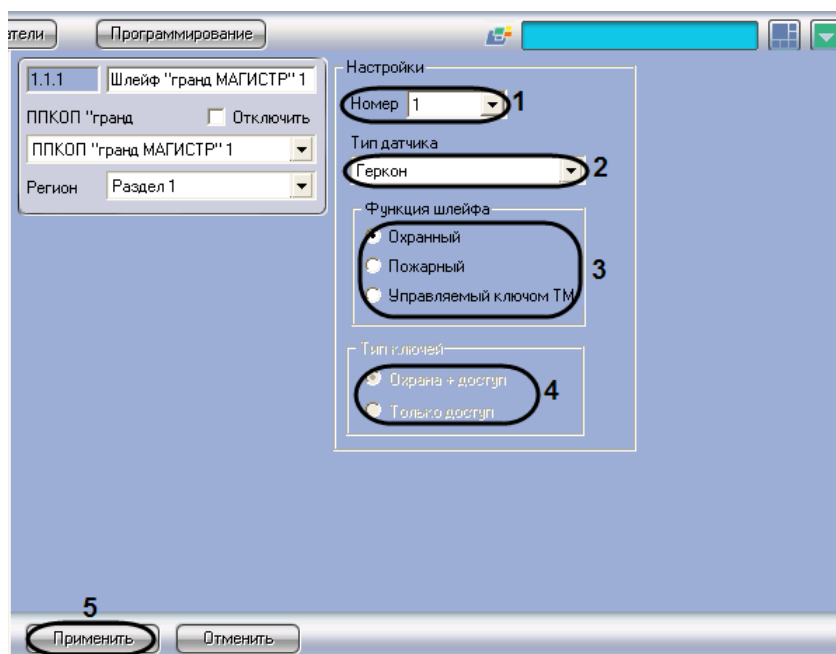 тели
Программирование
1.1.1
Шлейф "гранд МАГИСТР" 1
ППКОП "гранд
Отключить
ППКОП "гранд МАГИСТР" 1
Регион
Раздел 1
Настройки
Номер
1
1
Тип датчика
Геркон
2
Функция шлейфа
Охранный
Пожарный
Управляемый ключом ТМ
3
Тип ключей
Охрана + доступ
Только доступ
4
5
Применить
Отменить